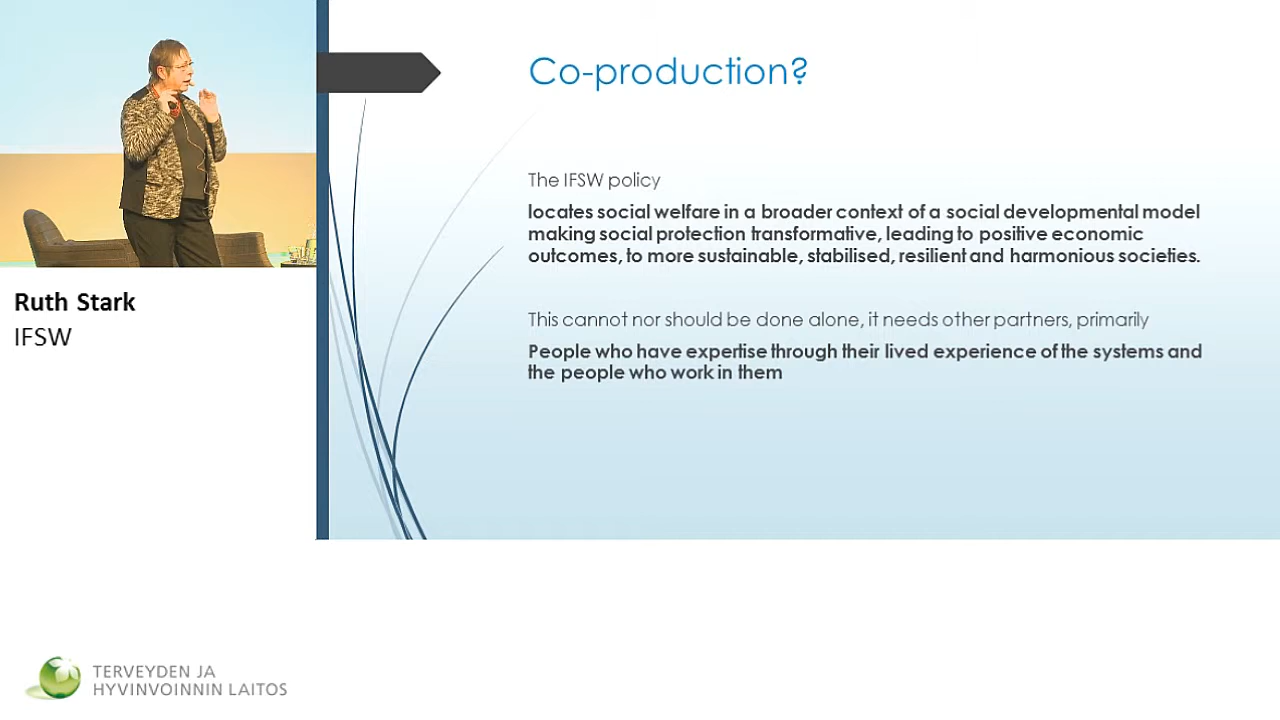 Co-production?
The IFSW policy
locates social welfare in a broader context of a social developmental model
making social protection transformative, leading to positive economic
outcomes, to more sustainable, stabilised, resilient and harmonious societies.
This cannot nor should be done alone, it needs other partners, primarily
People who have expertise through their lived experience of the systems and
the people who work in them
Ruth Stark
IFSW
TERVEYDEN JA
HYVINVOINNIN LAITOS